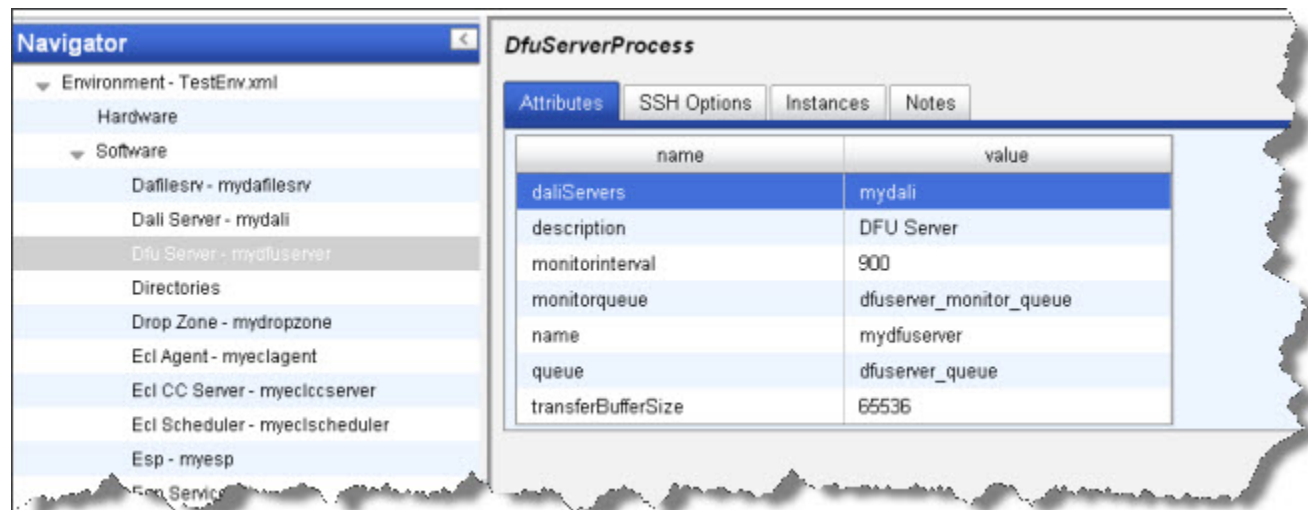 Navigator
Environment - TestEnv.xml
Hardware
Software
Dafilesrv - mydafilesrv
Dali Server - mydali
Dfu Server - mydfuserver
Directories
Drop Zone - mydropzone
Ecl Agent - myeclagent
Ecl CC Server - myeclccserver
Ecl Scheduler - myeclscheduler
Esp - myesp
DfuServerProcess
Attributes SSH Options Instances Notes
name value
daliServers mydali
description DFU Server
monitorinterval 900
monitorqueue dfuserver_monitor_queue
name mydfuserver
queue dfuserver_queue
transferBufferSize 65536